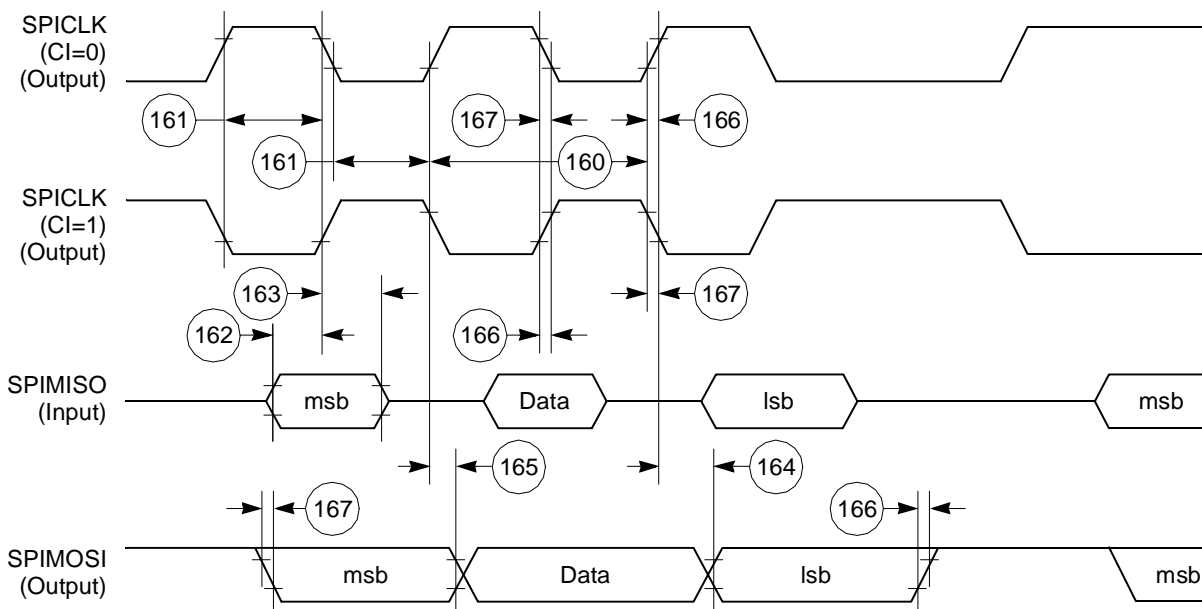 SPICLK
(CI=0)
(Output)
161
167
166
161
160
SPICLK
(CI=1)
(Output)
163
167
162
166
SPIMISO
(Input)
msb
Data
lsb
msb
165
164
167
166
SPIMOSI
(Output)
msb
Data
lsb
msb